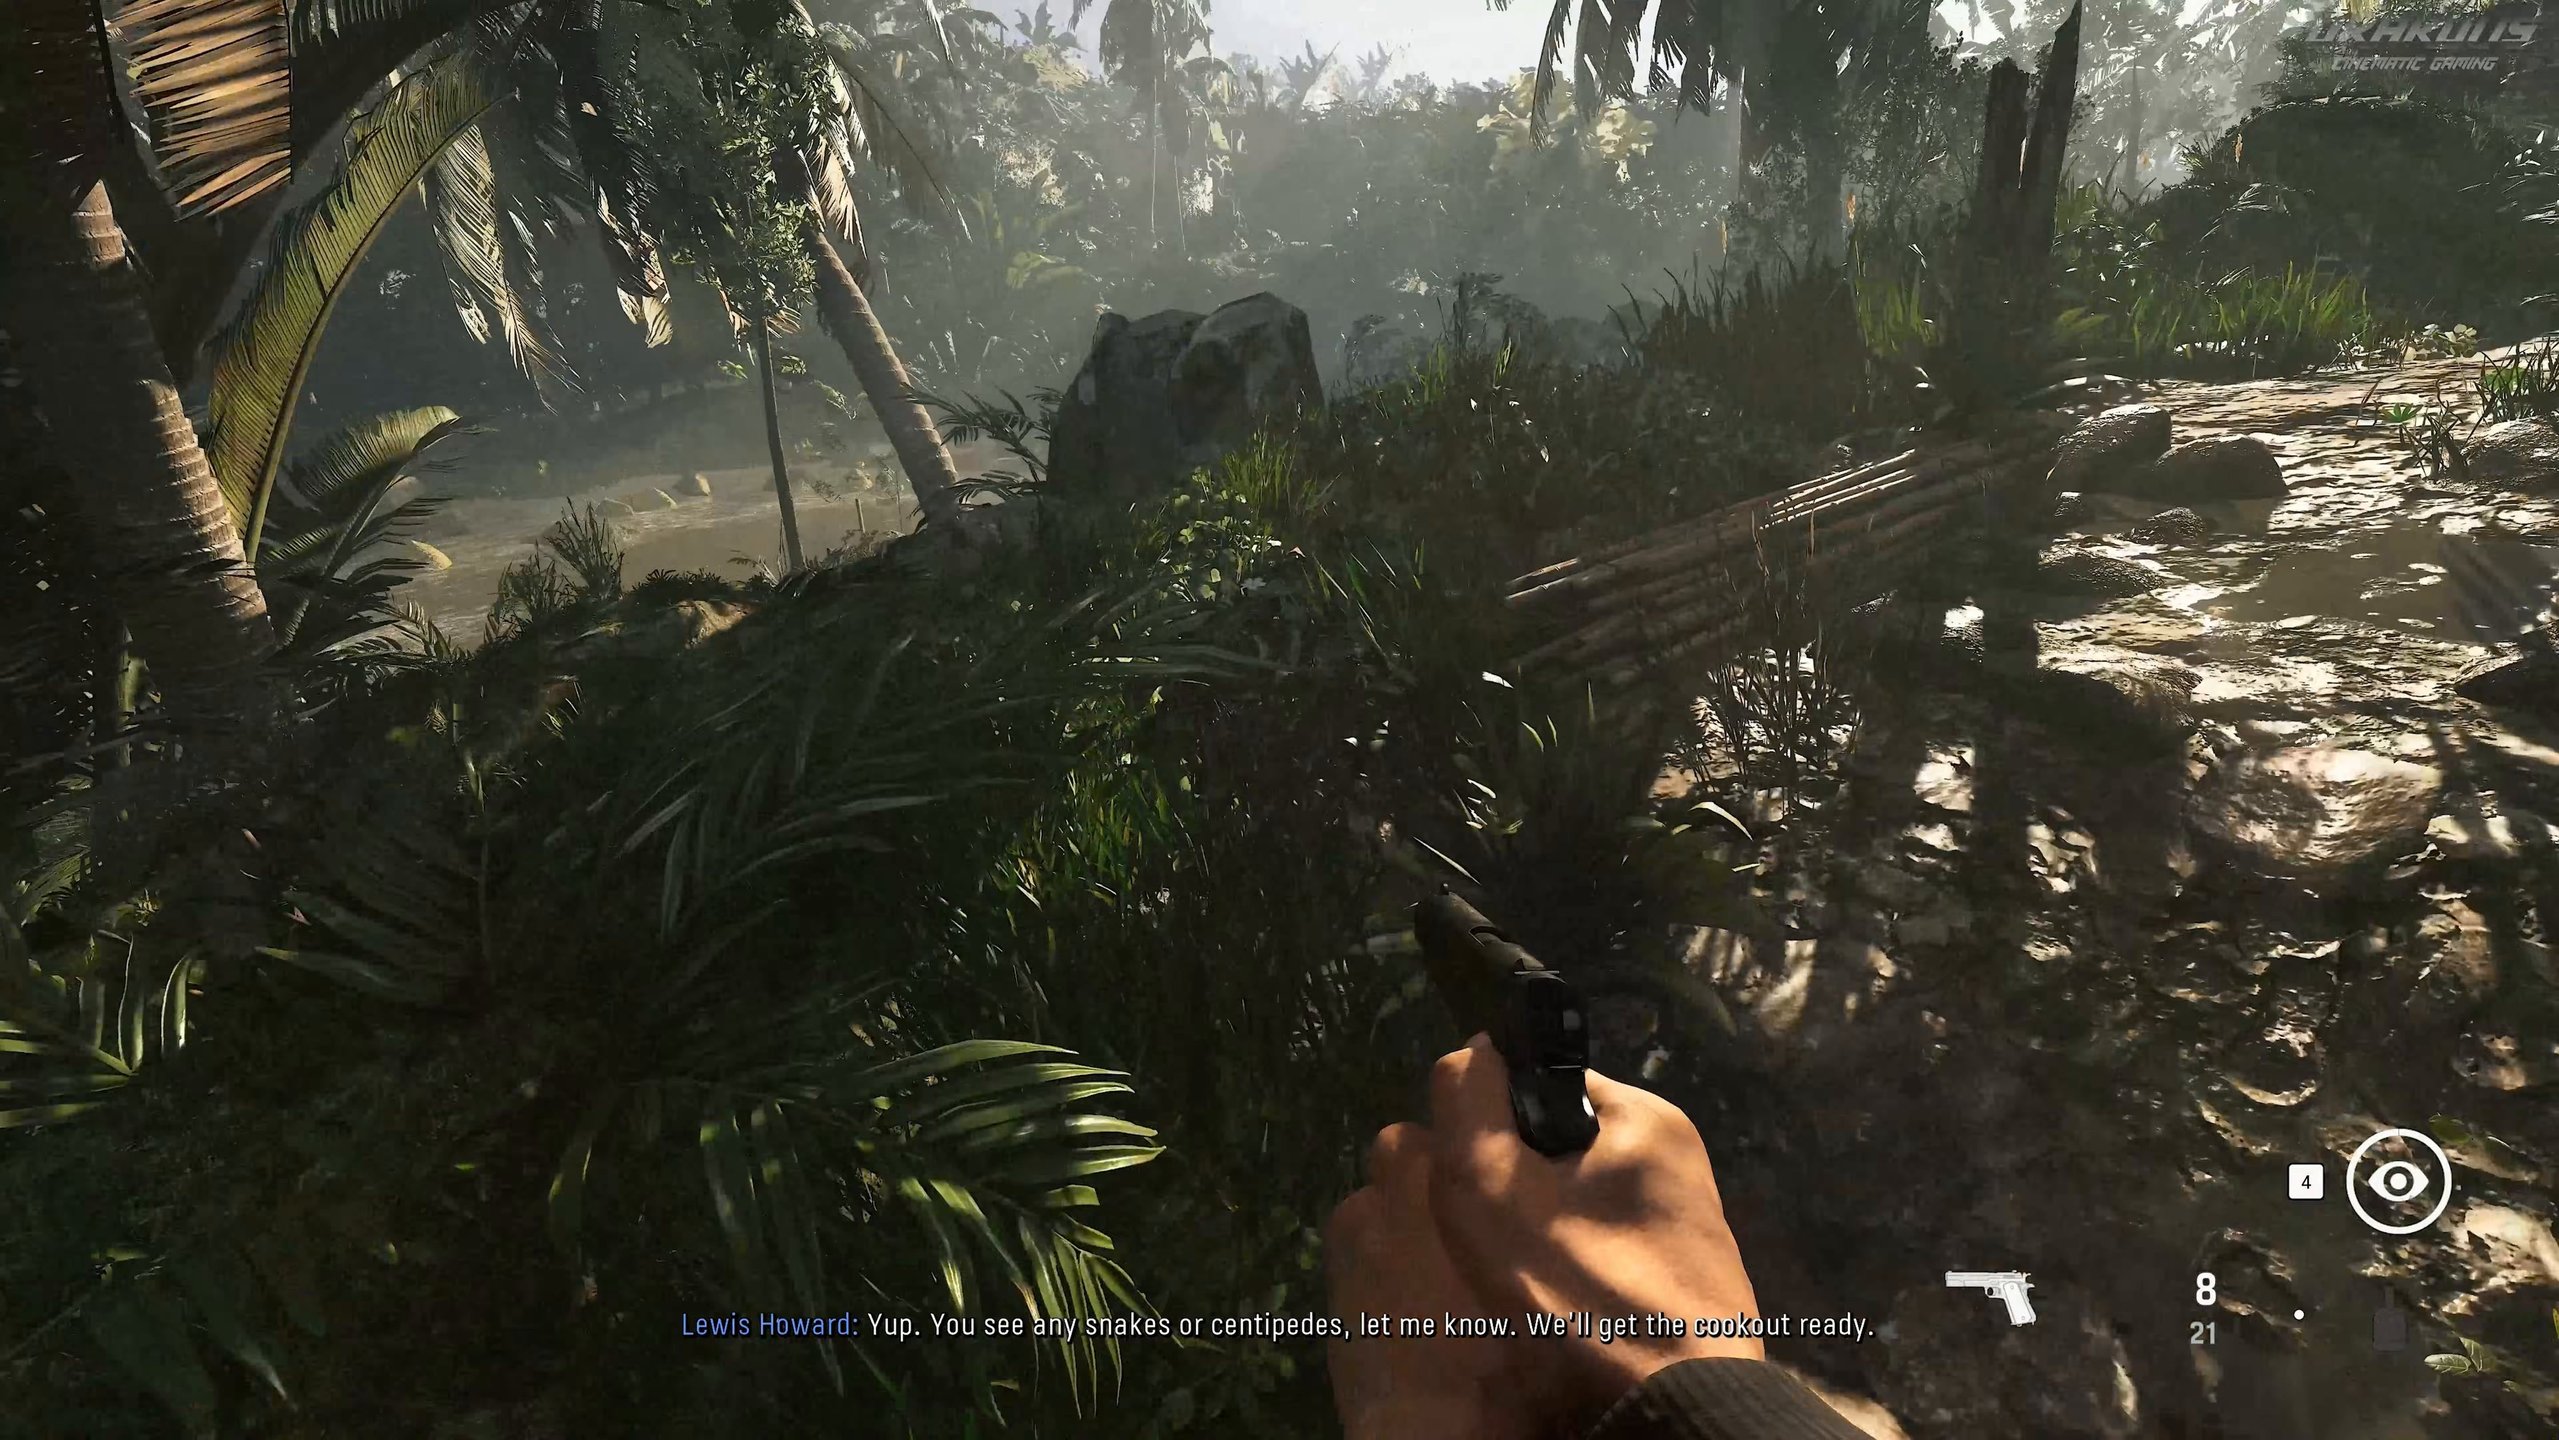 CINEMATIC GAMING
4
8
21
Lewis Howard: Yup. You see any snakes or centipedes, let me know. We'll get the cookout ready.